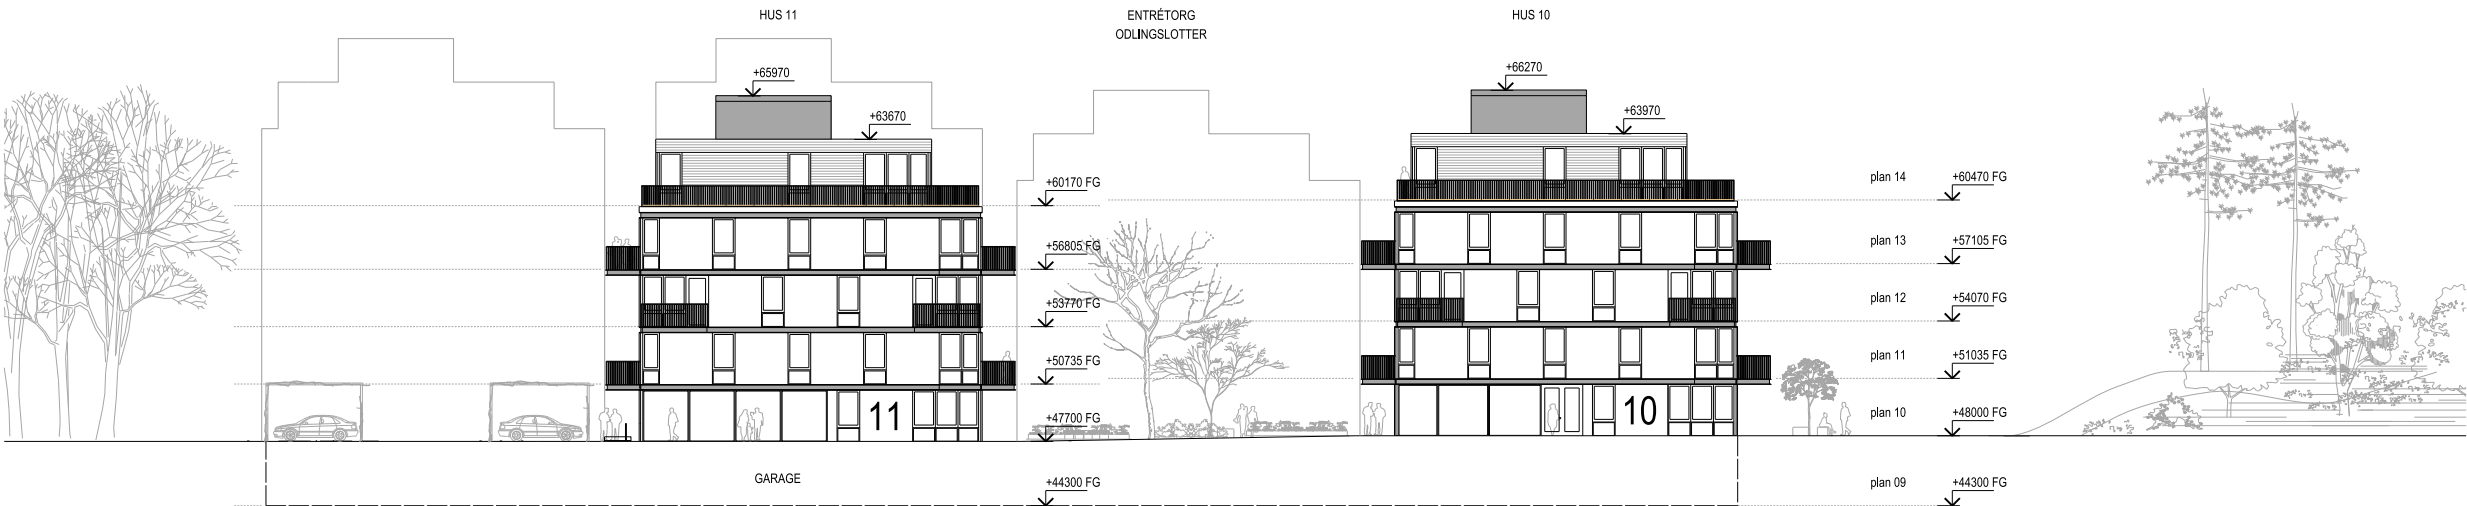 HUS 11
ENTRÉTORG
ODLINGSLOTTER
HUS 10
+65970
+63670
+66270
+63970
+60170 FG
plan 14
+60470 FG
+56805 FG
plan 13
+57105 FG
+53770 FG
plan 12
+54070 FG
+50735 FG
plan 11
+51035 FG
11
+47700 FG
10
plan 10
+48000 FG
GARAGE
+44300 FG
plan 09
+44300 FG